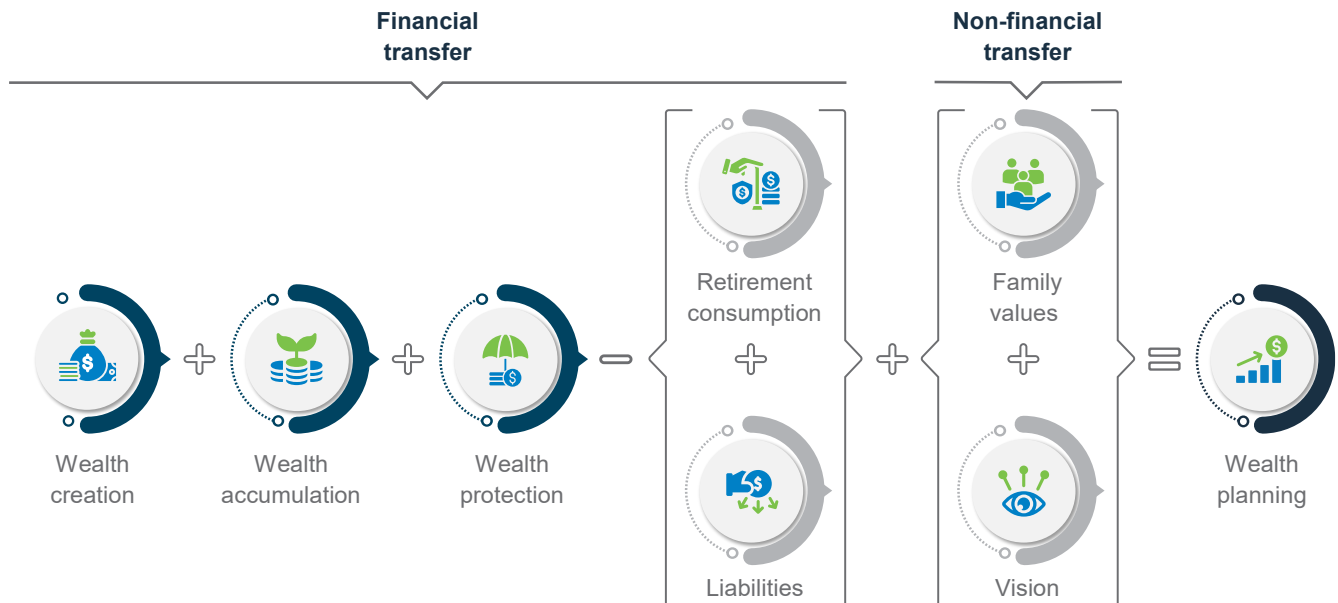 Financial
transfer
Non-financial
transfer
Wealth
creation
+
Wealth
accumulation
+
Wealth
protection
−
Retirement
consumption
+
Liabilities
+
Family
values
+
Vision
=
Wealth
planning